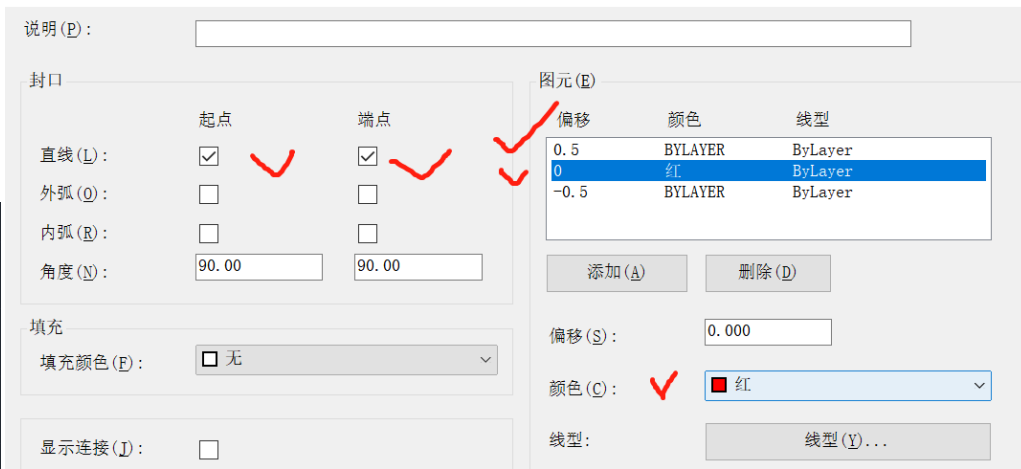 说明(P):
封口
起点 端点
直线(L):
外弧(O):
内弧(R):
角度(N): 90.00 90.00
填充
填充颜色(F): 无
显示连接(J):
图元(E)
偏移 颜色 线型
0.5 BYLAYER ByLayer
0 红 ByLayer
-0.5 BYLAYER ByLayer
添加(A) 删除(D)
偏移(S): 0.000
颜色(C): 红
线型: 线型(Y)...